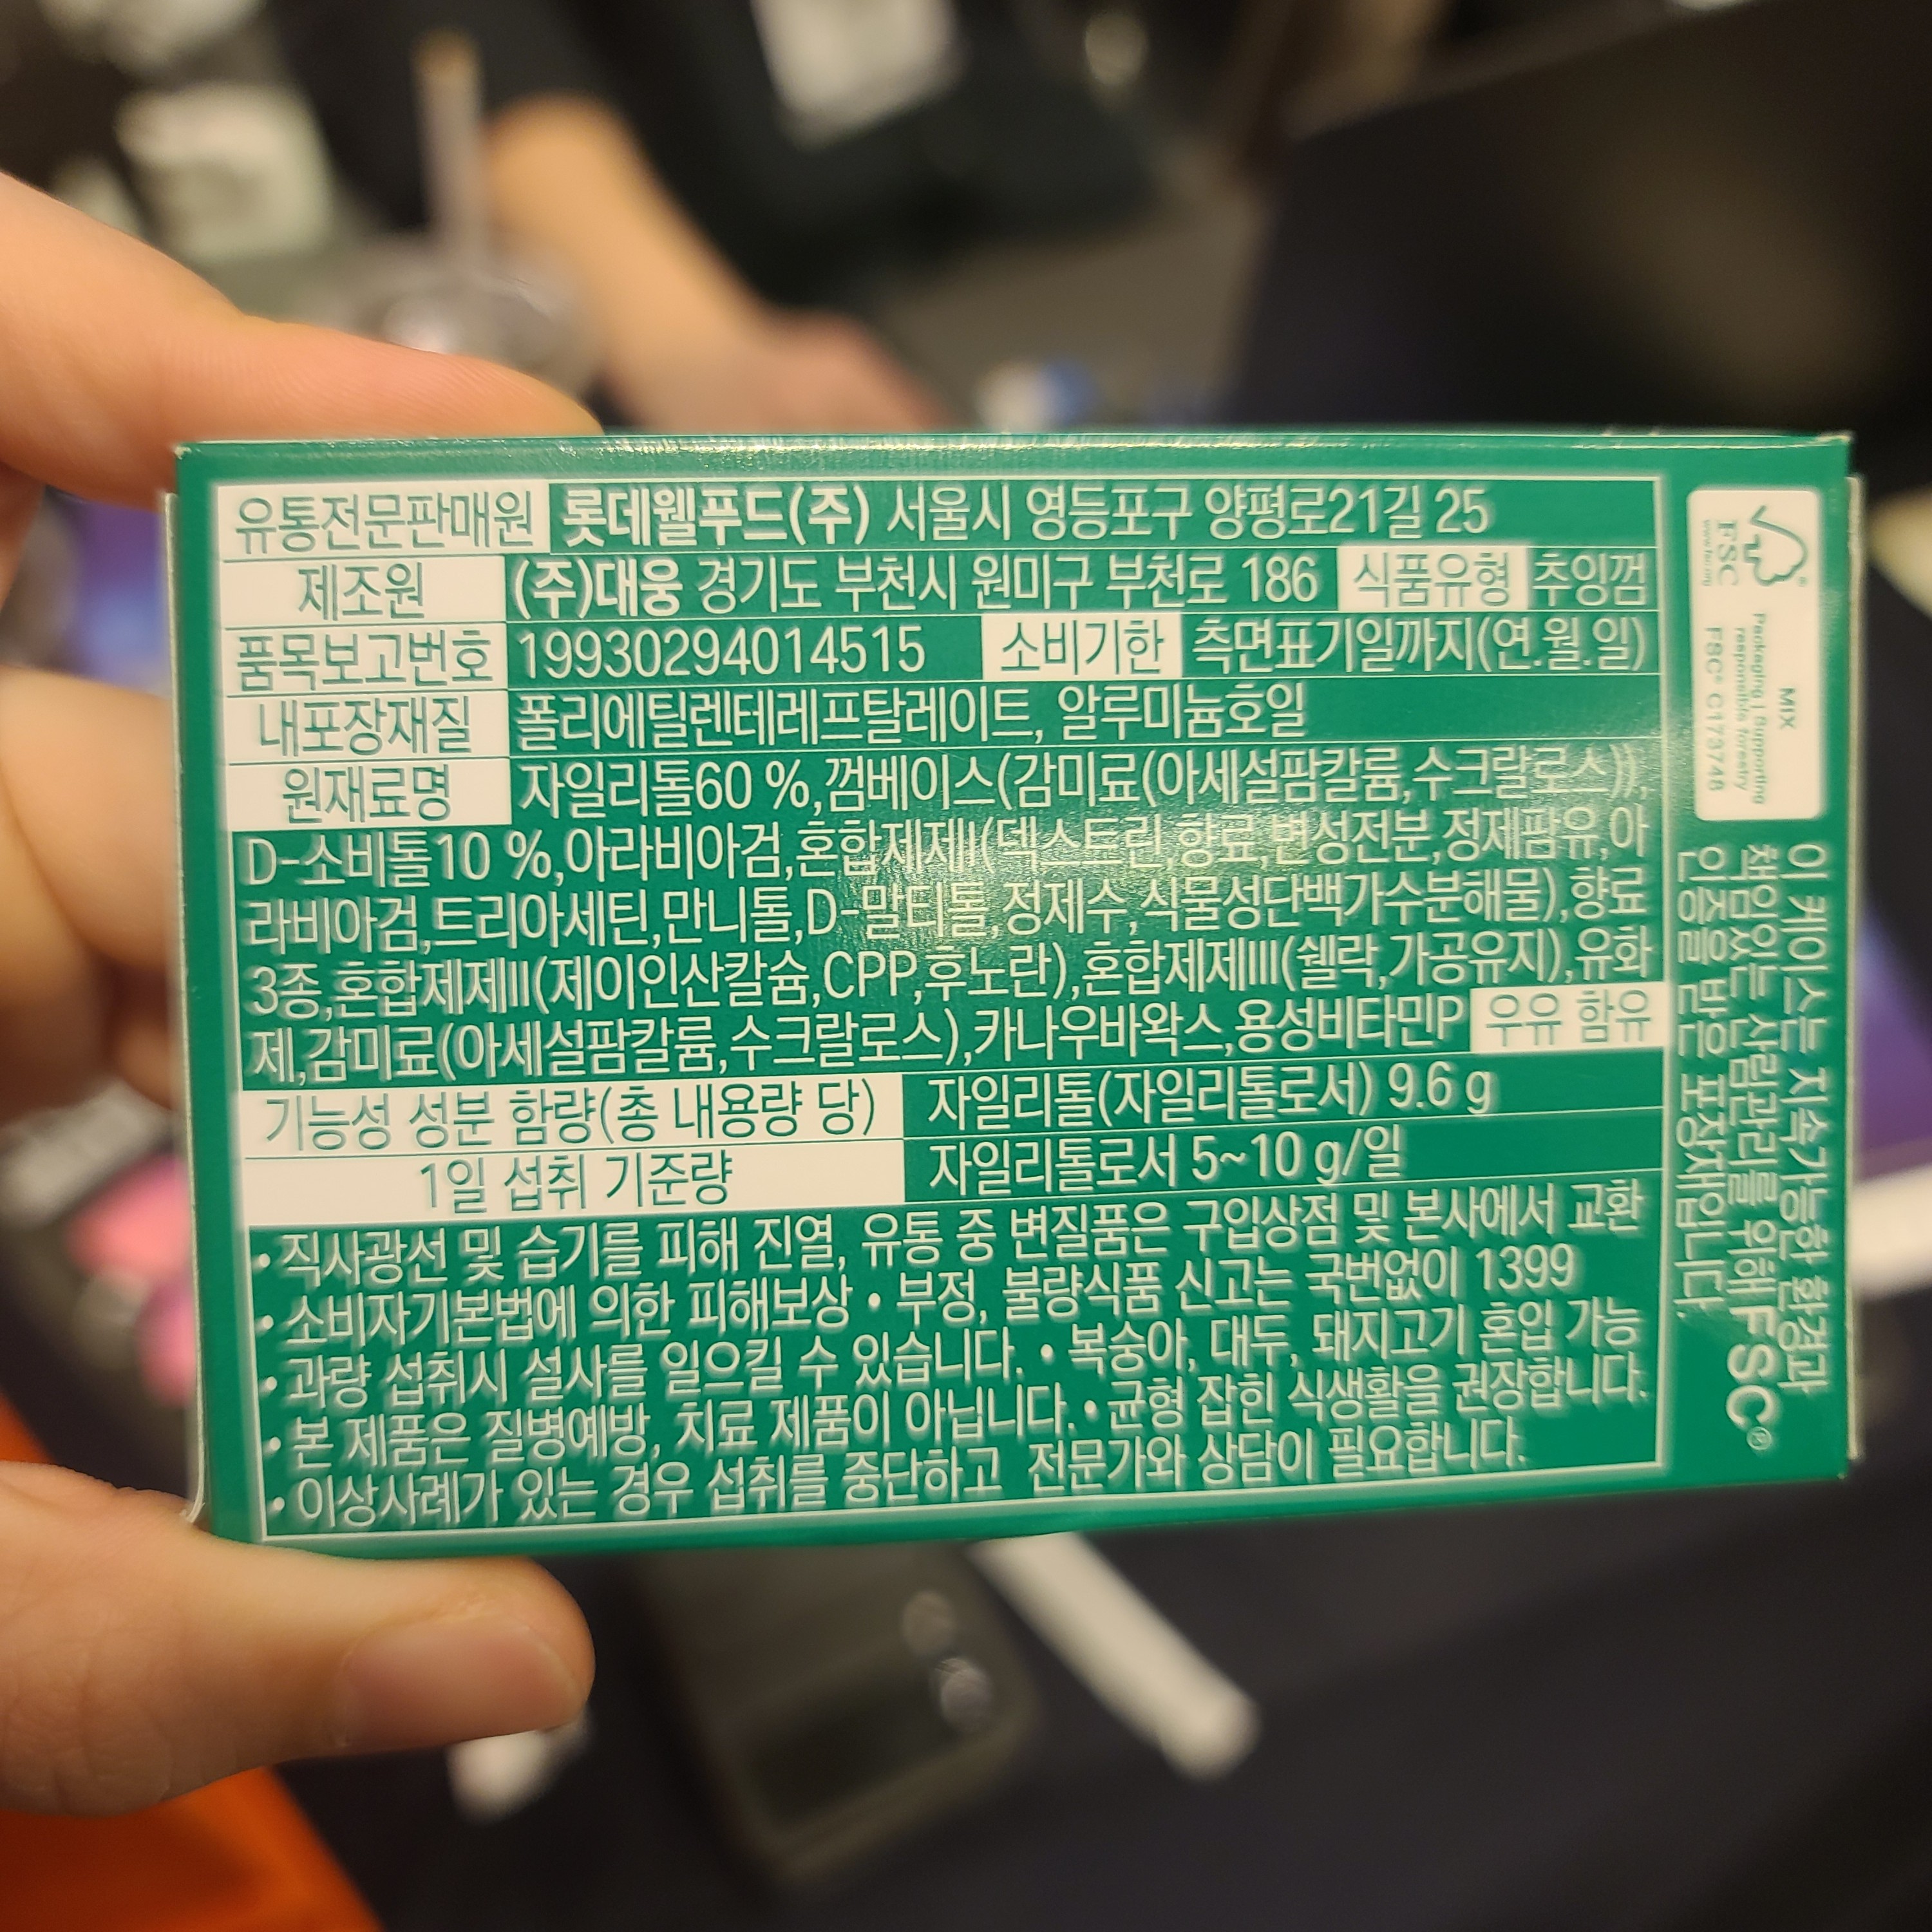 유통전문판매원 롯데웰푸드(주) 서울시 영등포구 양평로21길 25
제조원 (주)대웅 경기도 부천시 원미구 부천로 186 식품유형 추잉껌
품목보고번호 19930294014515 소비기한 측면표기일까지(연.월.일)
내포장재질 폴리에틸렌테레프탈레이트, 알루미늄호일
원재료명 자일리톨60 %,껌베이스(감미료(아세설팜칼륨,수크랄로스)),
D-소비톨10 %,아라비아검,혼합제제I(덱스트린,향료,변성전분,정제팜유,아
라비아검,트리아세틴,만니톨,D-말티톨,정제수,식물성단백가수분해물),향료
3종,혼합제제II(제이인산칼슘,CPP,후노란),혼합제제III(쉘락,가공유지),유화
제,감미료(아세설팜칼륨,수크랄로스),카나우바왁스,용성비타민P 우유 함유
기능성 성분 함량(총 내용량 당) 자일리톨(자일리톨로서) 9.6 g
1일 섭취 기준량 자일리톨로서 5~10 g/일
•직사광선 및 습기를 피해 진열, 유통 중 변질품은 구입상점 및 본사에서 교환
•소비자기본법에 의한 피해보상 •부정, 불량식품 신고는 국번없이 1399
•과량 섭취시 설사를 일으킬 수 있습니다. •복숭아, 대두, 돼지고기 혼입 가능
•본 제품은 질병예방, 치료 제품이 아닙니다. •균형 잡힌 식생활을 권장합니다.
•이상사례가 있는 경우 섭취를 중단하고 전문가와 상담이 필요합니다.
FSC
www.fsc.org
MIX
Packaging | Supporting
responsible forestry
FSC® C173748
이 케이스는 지속가능한 환경과
책임있는 산림관리를 위해 FSC®
인증을 받은 포장재입니다.